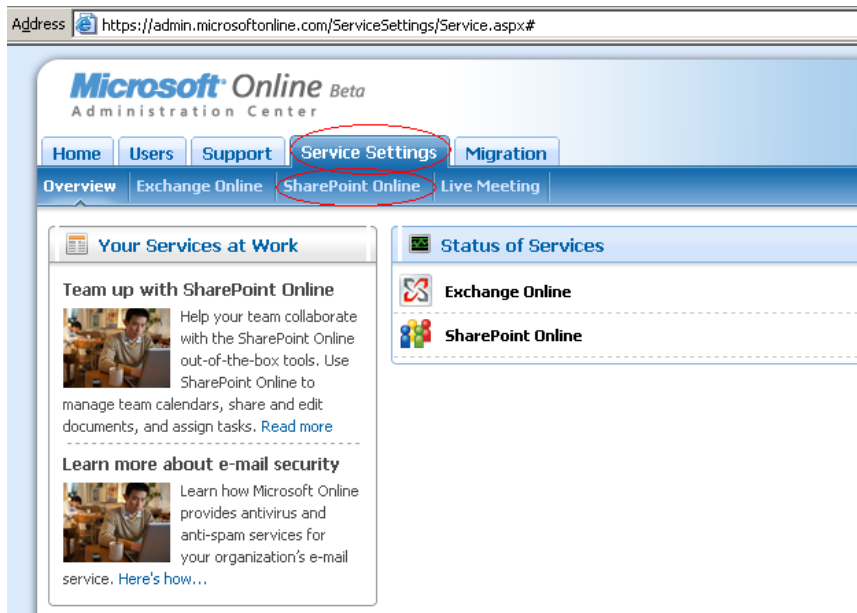 Address https://admin.microsoftonline.com/ServiceSettings/Service.aspx#
Microsoft Online Beta
Administration Center
Home Users Support Service Settings Migration
Overview Exchange Online SharePoint Online Live Meeting
Your Services at Work
Team up with SharePoint Online
Help your team collaborate
with the SharePoint Online
out-of-the-box tools. Use
SharePoint Online to
manage team calendars, share and edit
documents, and assign tasks. Read more
Learn more about e-mail security
Learn how Microsoft Online
provides antivirus and
anti-spam services for
your organization's e-mail
service. Here's how...
Status of Services
Exchange Online
SharePoint Online